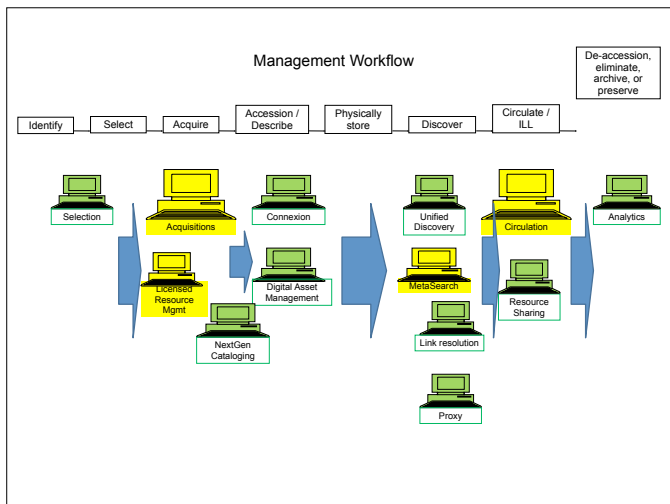 Management Workflow
De-accession,
eliminate,
archive, or
preserve
Identify
Select
Acquire
Accession /
Describe
Physically
store
Discover
Circulate /
ILL
Selection
Acquisitions
Connexion
Unified
Discovery
Circulation
Analytics
Licensed
Resource
Mgmt
Digital Asset
Management
MetaSearch
Resource
Sharing
NextGen
Cataloging
Link resolution
Proxy